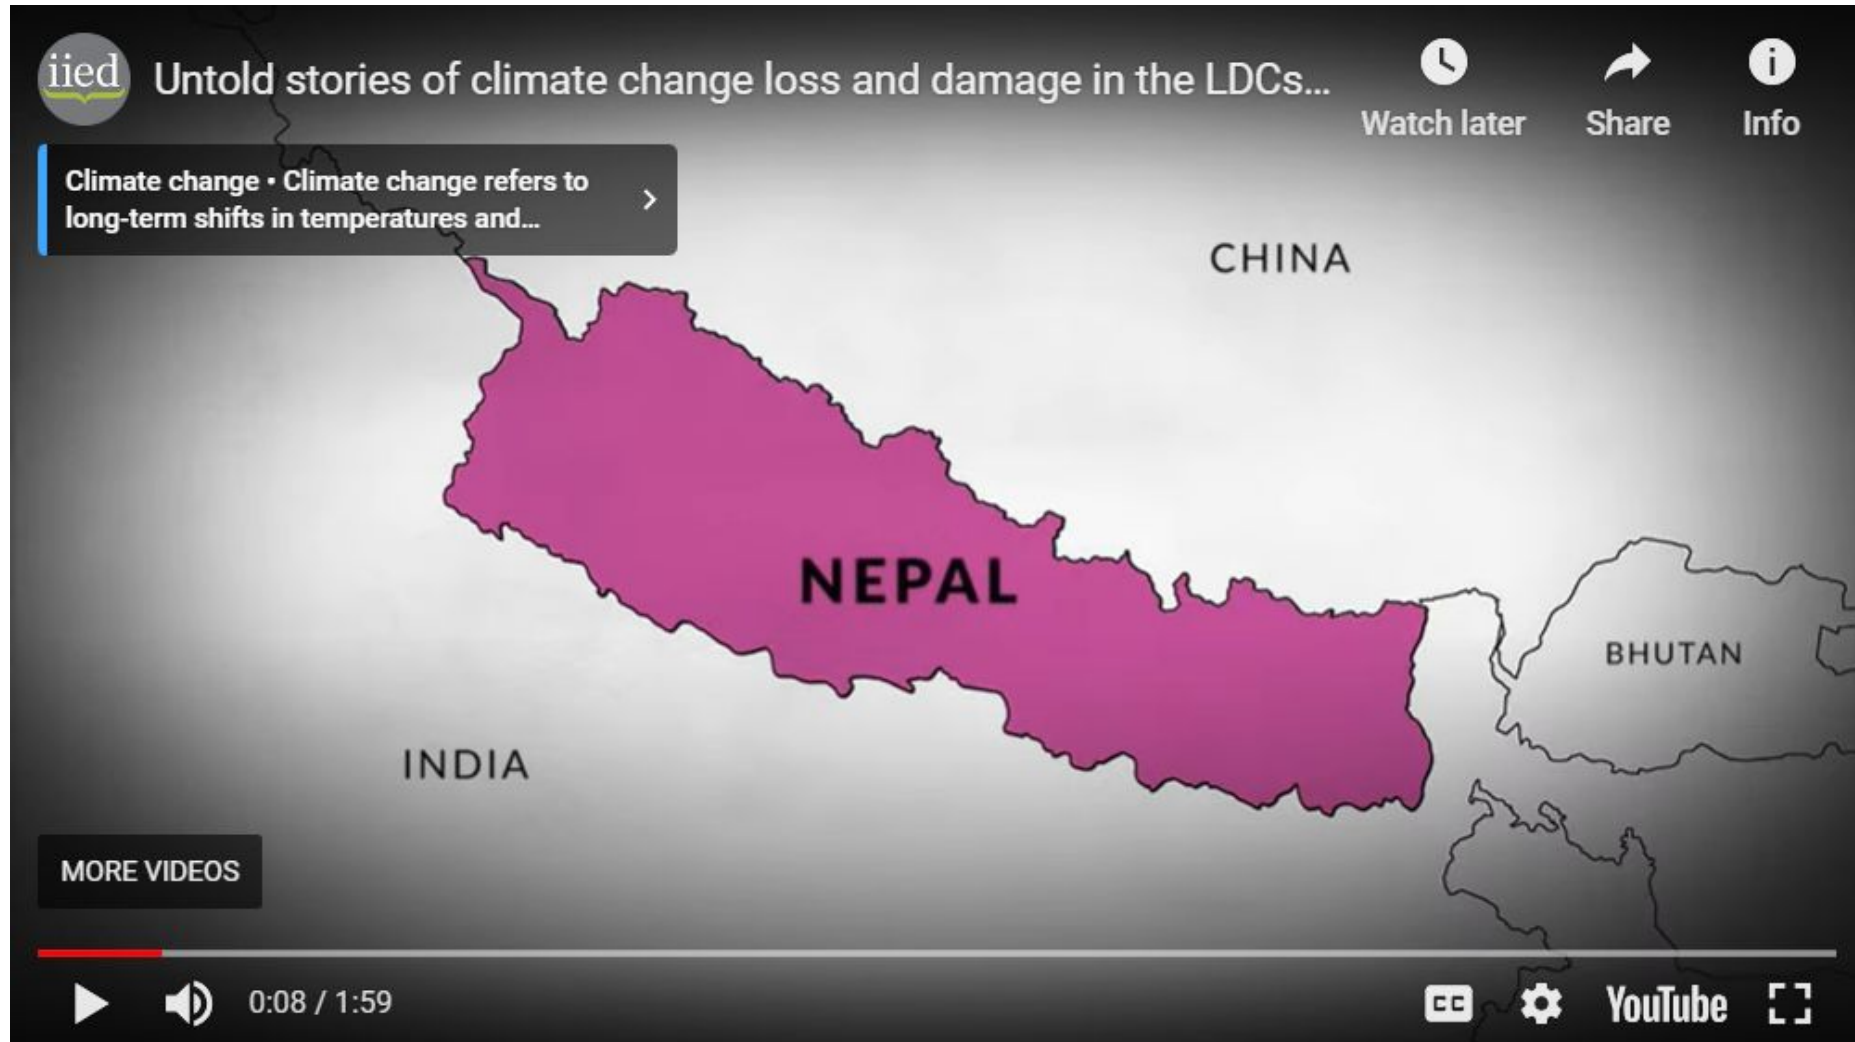 iied
Untold stories of climate change loss and damage in the LDCs...
Watch later
Share
Info
Climate change • Climate change refers to
long-term shifts in temperatures and...
CHINA
NEPAL
BHUTAN
INDIA
MORE VIDEOS
0:08 / 1:59
CC
YouTube